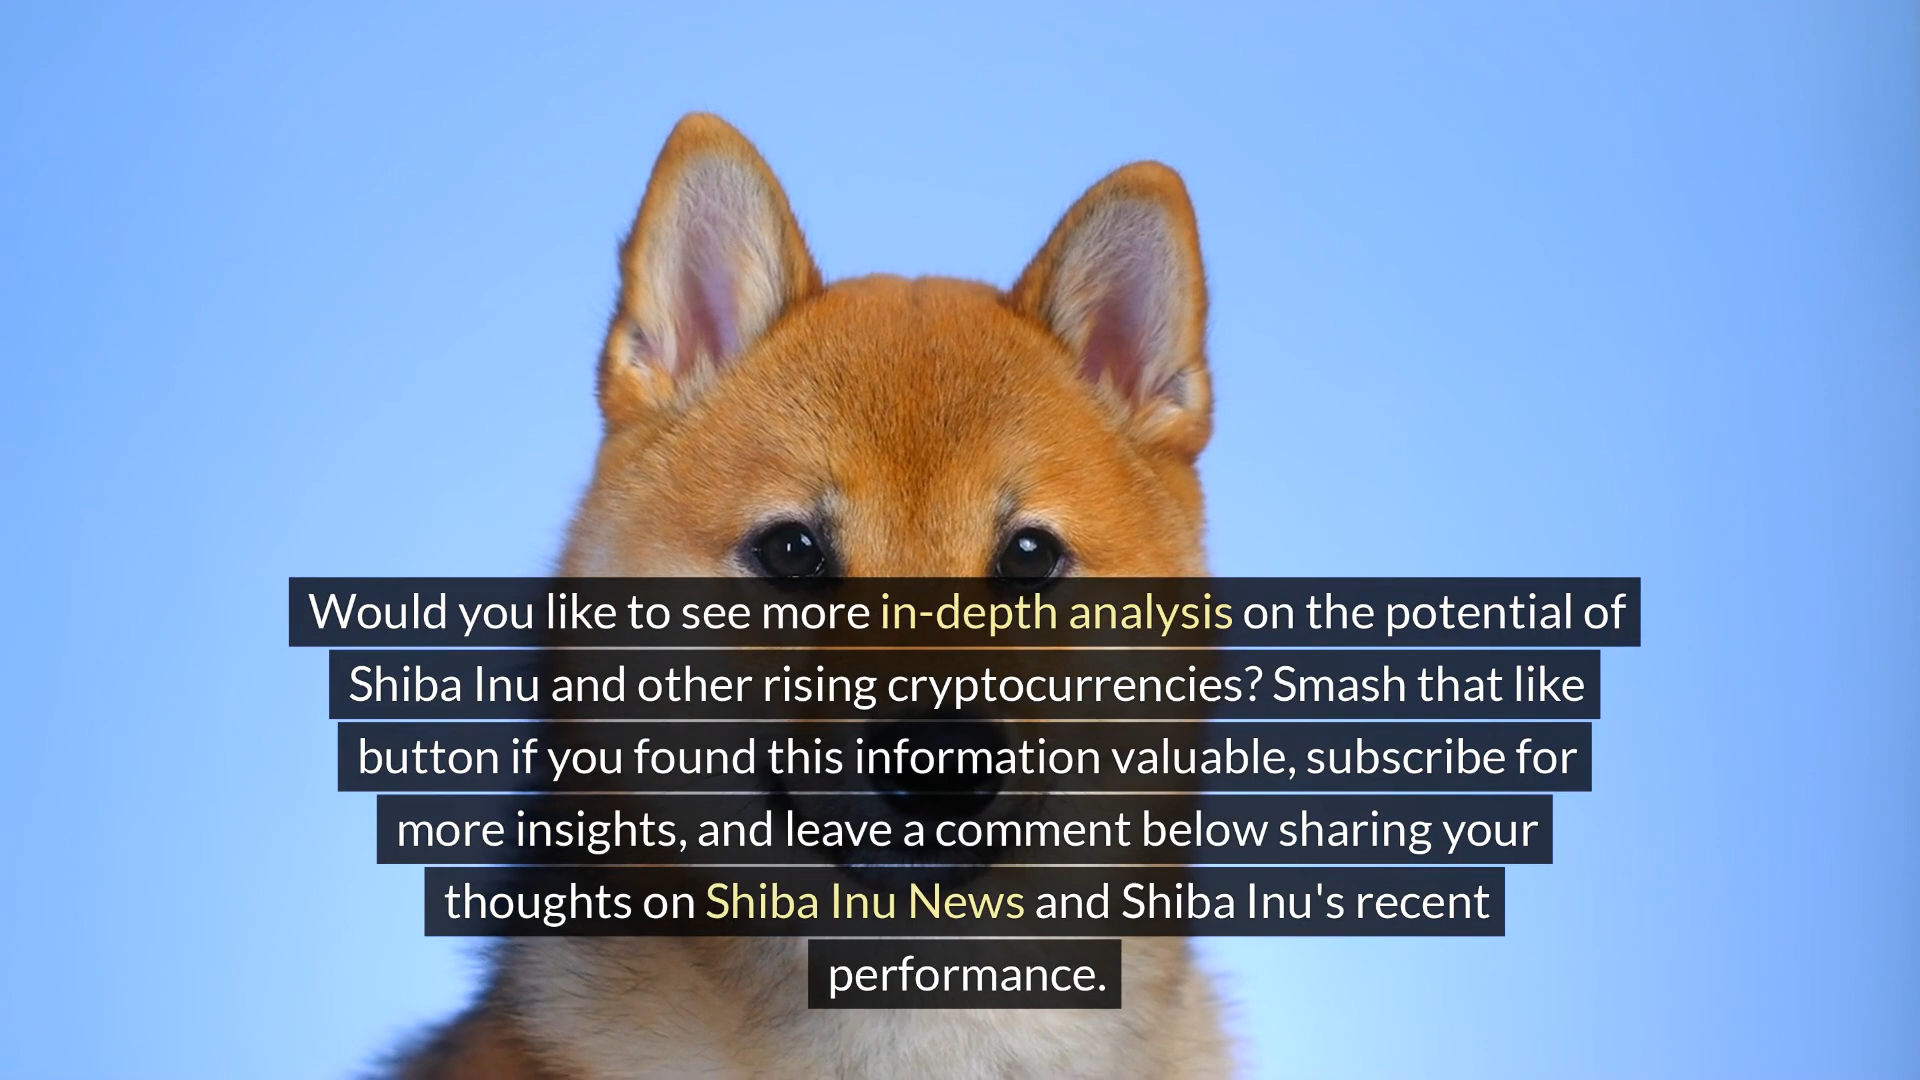 Would you like to see more in-depth analysis on the potential of
Shiba Inu and other rising cryptocurrencies? Smash that like
button if you found this information valuable, subscribe for
more insights, and leave a comment below sharing your
thoughts on Shiba Inu News and Shiba Inu's recent
performance.